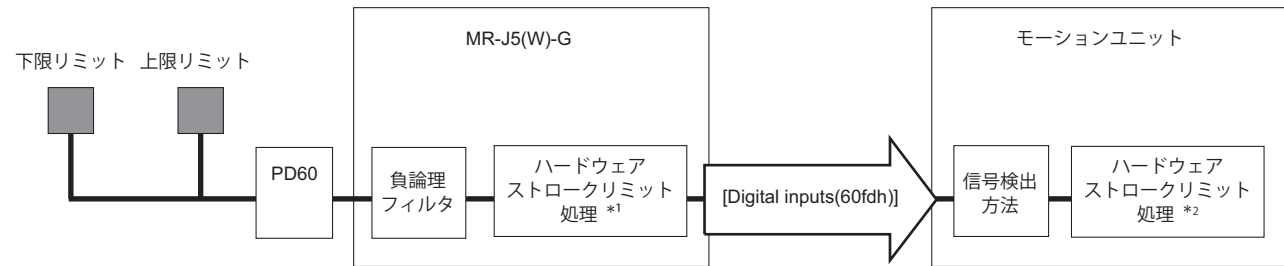 MR-J5(W)-G
モーションユニット
下限リミット 上限リミット
PD60
負論理
フィルタ
ハードウェア
ストロークリミット
処理 *1
[Digital inputs(60fdh)]
信号検出
方法
ハードウェア
ストロークリミット
処理 *2